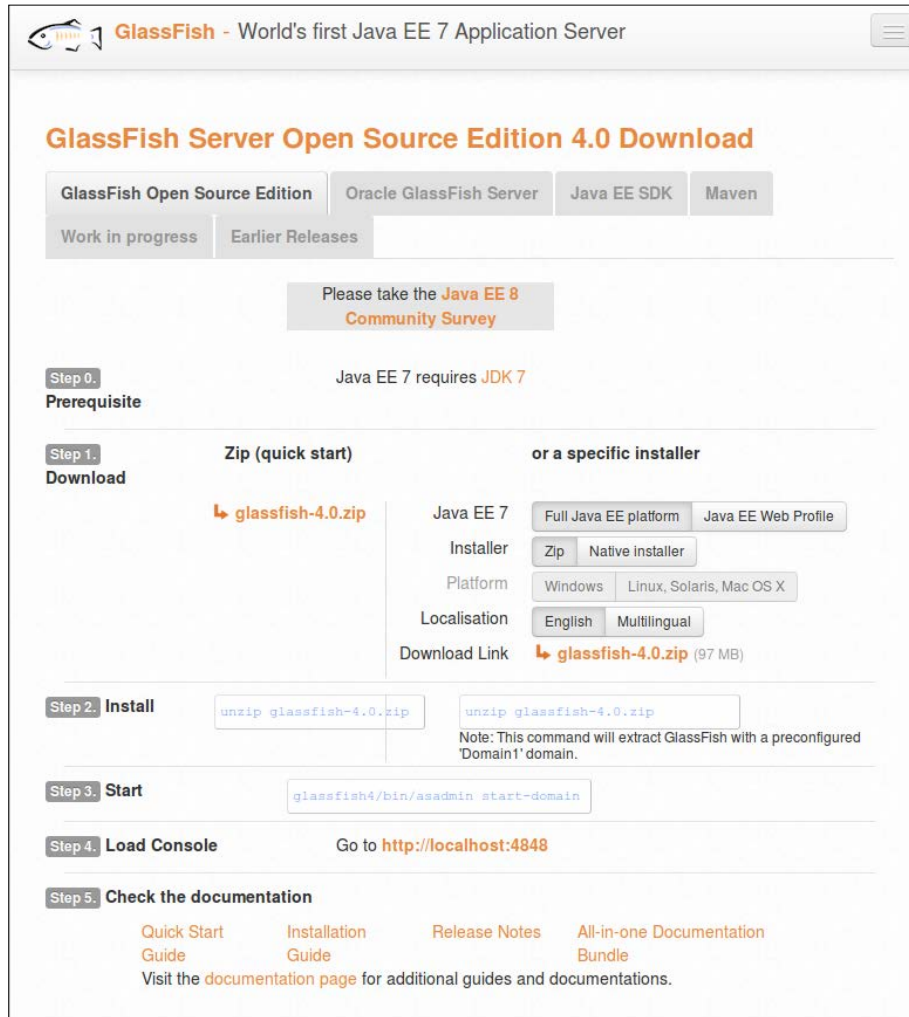 GlassFish - World's first Java EE 7 Application Server
GlassFish Server Open Source Edition 4.0 Download
GlassFish Open Source Edition
Oracle GlassFish Server
Java EE SDK
Maven
Work in progress
Earlier Releases
Please take the Java EE 8
Community Survey
Step 0.
Prerequisite
Java EE 7 requires JDK 7
Step 1.
Download
Zip (quick start)
or a specific installer
glassfish-4.0.zip
Java EE 7
Full Java EE platform
Java EE Web Profile
Installer
Zip
Native installer
Platform
Windows
Linux, Solaris, Mac OS X
Localisation
English
Multilingual
Download Link
glassfish-4.0.zip (97 MB)
Step 2. Install
unzip glassfish-4.0.zip
unzip glassfish-4.0.zip
Note: This command will extract GlassFish with a preconfigured
'Domain1' domain.
Step 3. Start
glassfish4/bin/asadmin start-domain
Step 4. Load Console
Go to http://localhost:4848
Step 5. Check the documentation
Quick Start
Guide
Installation
Guide
Release Notes
All-in-one Documentation
Bundle
Visit the documentation page for additional guides and documentations.